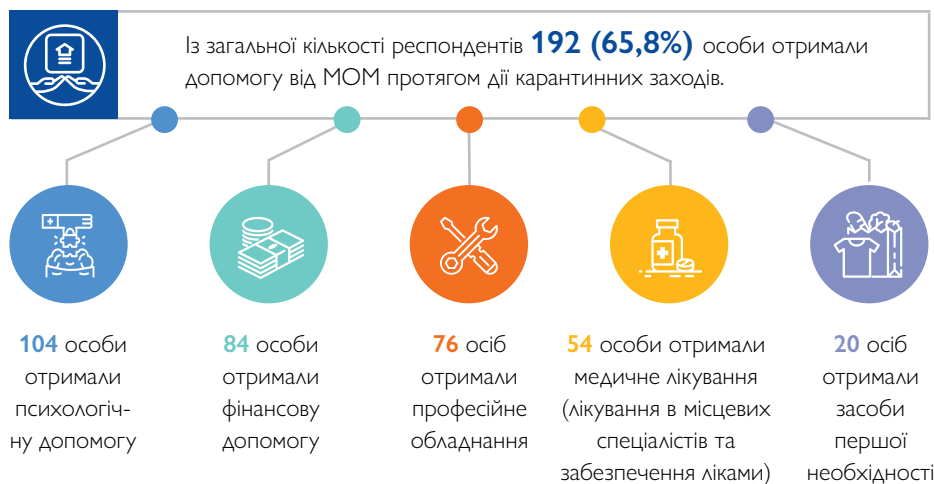 Із загальної кількості респондентів 192 (65,8%) особи отримали
допомогу від МОМ протягом дії карантинних заходів.
104 особи
отримали
психологіч-
ну допомогу
84 особи
отримали
фінансову
допомогу
76 осіб
отримали
професійне
обладнання
54 особи отримали
медичне лікування
(лікування в місцевих
спеціалістів та
забезпечення ліками)
20 осіб
отримали
засоби
першої
необхідності